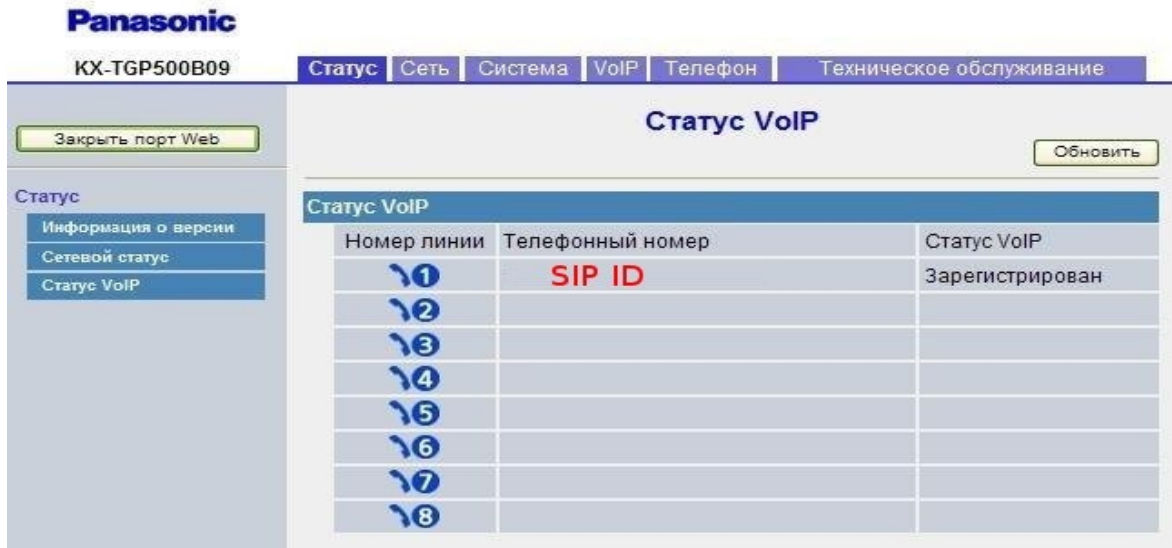 Panasonic
KX-TGP500B09
Статус Сеть Система VoIP Телефон Техническое обслуживание
Закрыть порт Web
Статус VoIP
Обновить
Статус
Информация о версии
Сетевой статус
Статус VoIP
Статус VoIP
Номер линии Телефонный номер Статус VoIP
1 SIP ID Зарегистрирован
2
3
4
5
6
7
8